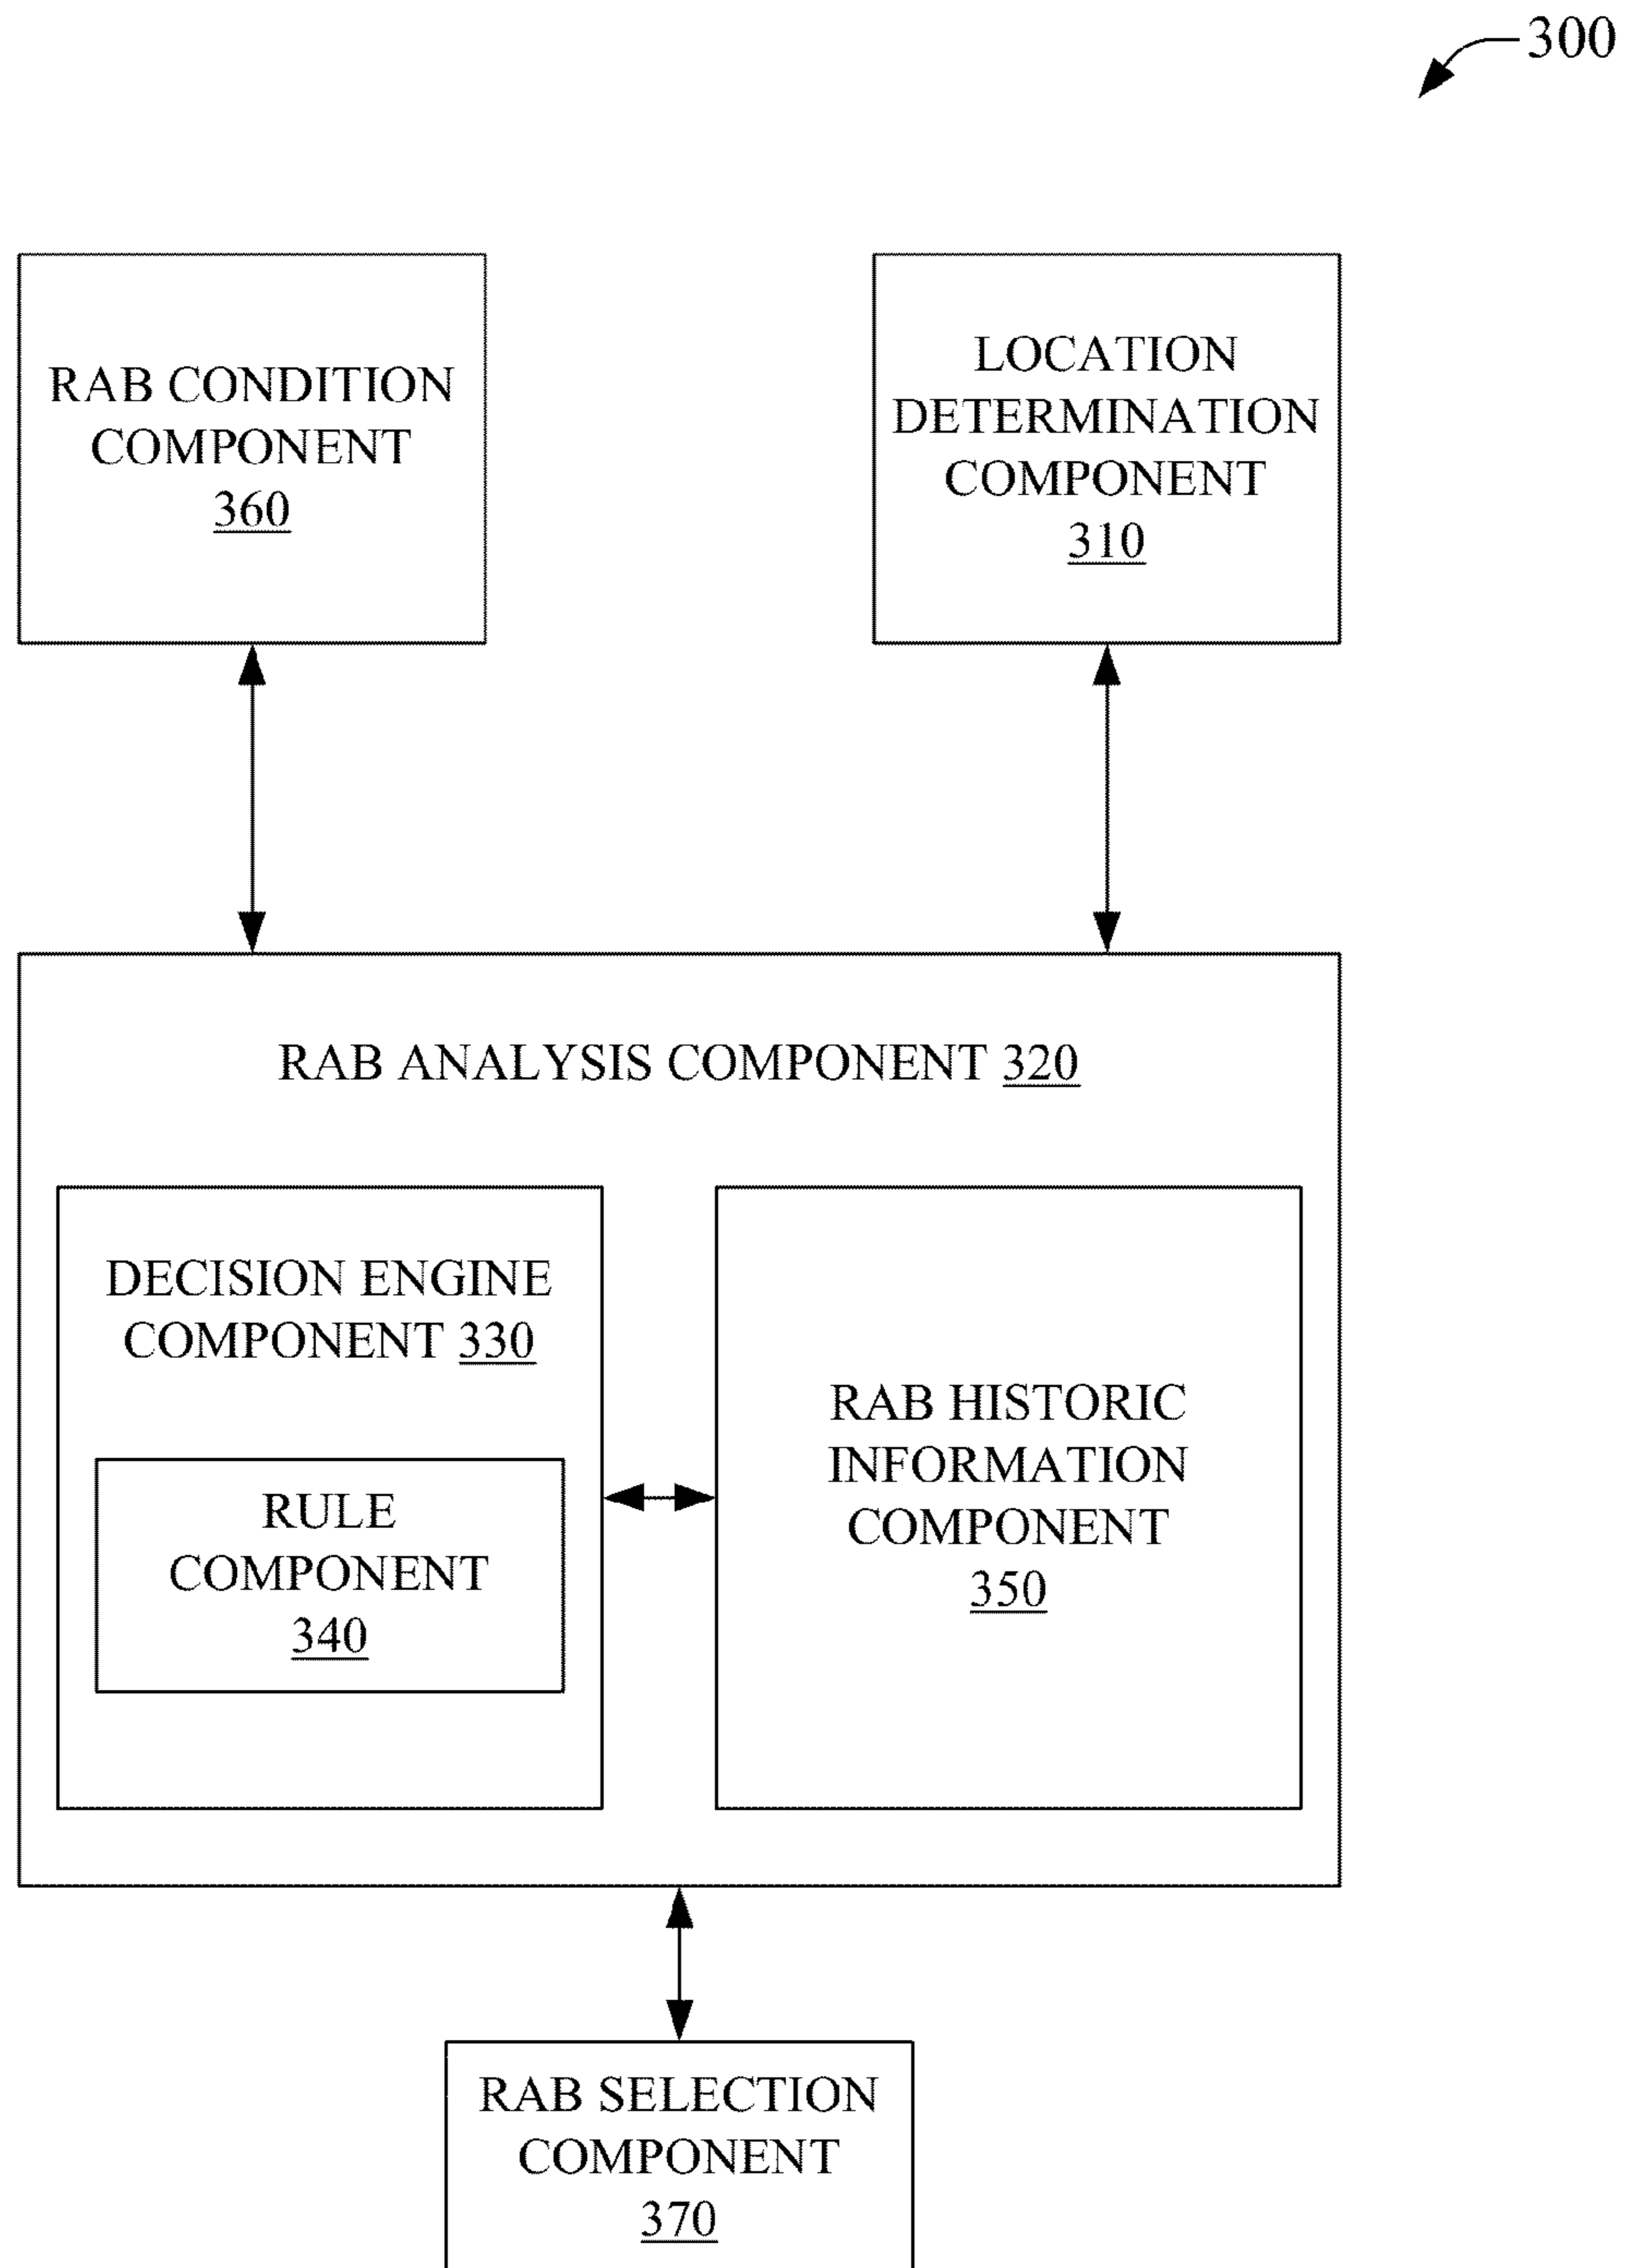 300
RAB CONDITION
COMPONENT
360
LOCATION
DETERMINATION
COMPONENT
310
RAB ANALYSIS COMPONENT 320
DECISION ENGINE
COMPONENT 330
RULE
COMPONENT
340
RAB HISTORIC
INFORMATION
COMPONENT
350
RAB SELECTION
COMPONENT
370